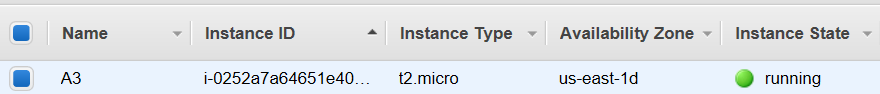 Name Instance ID Instance Type Availability Zone Instance State
A3 i-0252a7a64651e40... t2.micro us-east-1d running